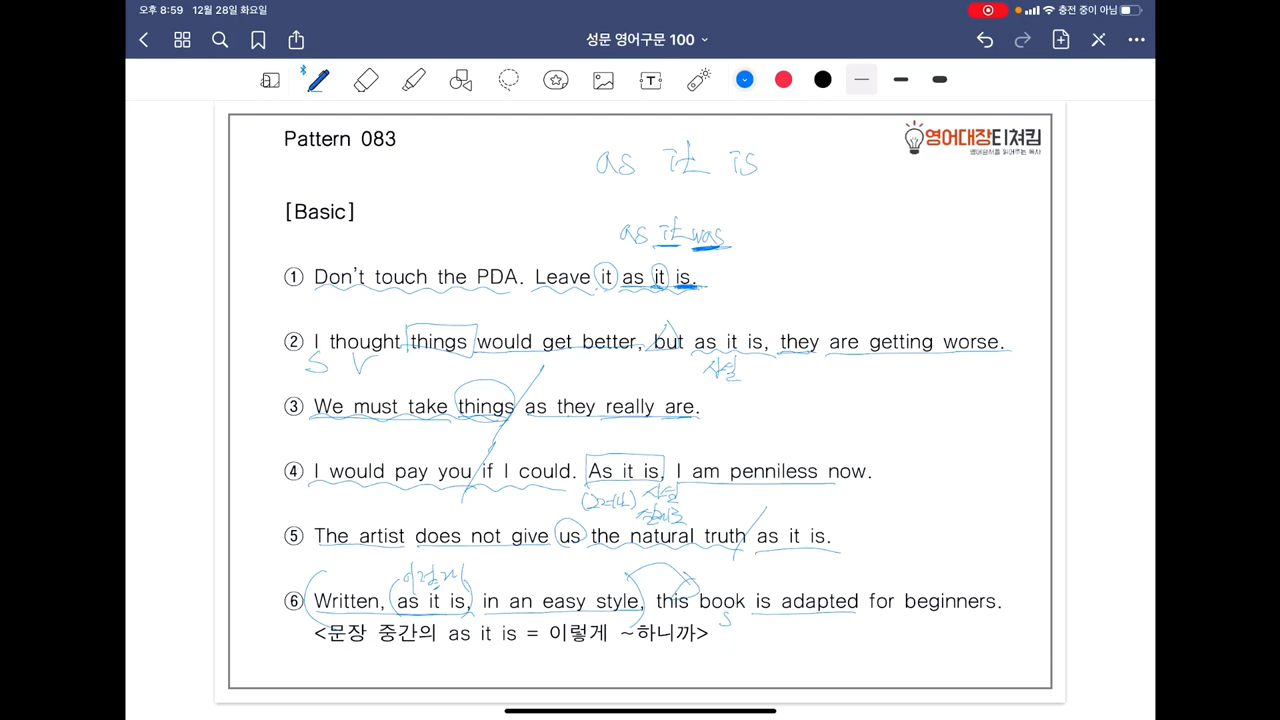 오후 8:59 12월 28일 화요일
충전 중이 아님
성문 영어구문 100
Pattern 083
영어대장티쳐킴
as it is
[Basic]
as it was
① Don't touch the PDA. Leave it as it is.
② I thought things would get better, but as it is, they are getting worse.
S V 사실
③ We must take things as they really are.
④ I would pay you if I could. As it is, I am penniless now.
(그러나) 사실
실제로
⑤ The artist does not give us the natural truth as it is.
이렇게
⑥ Written, as it is, in an easy style, this book is adapted for beginners.
S
<문장 중간의 as it is = 이렇게 ~하니까>